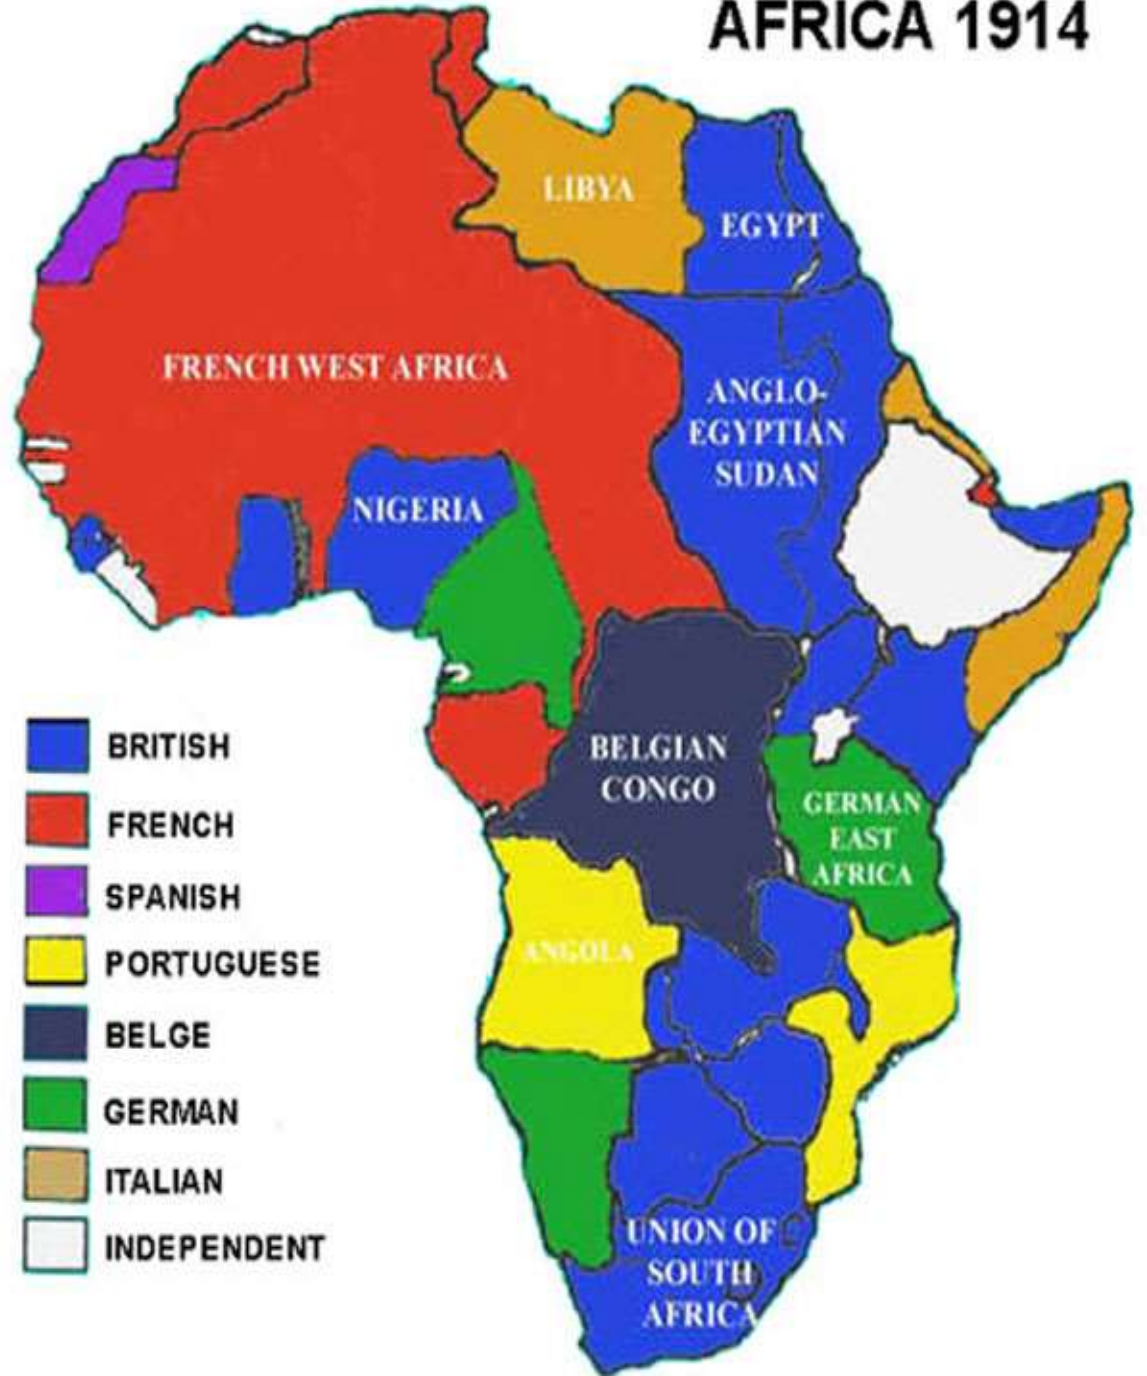 AFRICA 1914
LIBYA
EGYPT
FRENCH WEST AFRICA
ANGLO-
EGYPTIAN
SUDAN
NIGERIA
BELGIAN
CONGO
GERMAN
EAST
AFRICA
ANGOLA
UNION OF
SOUTH
AFRICA
BRITISH
FRENCH
SPANISH
PORTUGUESE
BELGE
GERMAN
ITALIAN
INDEPENDENT